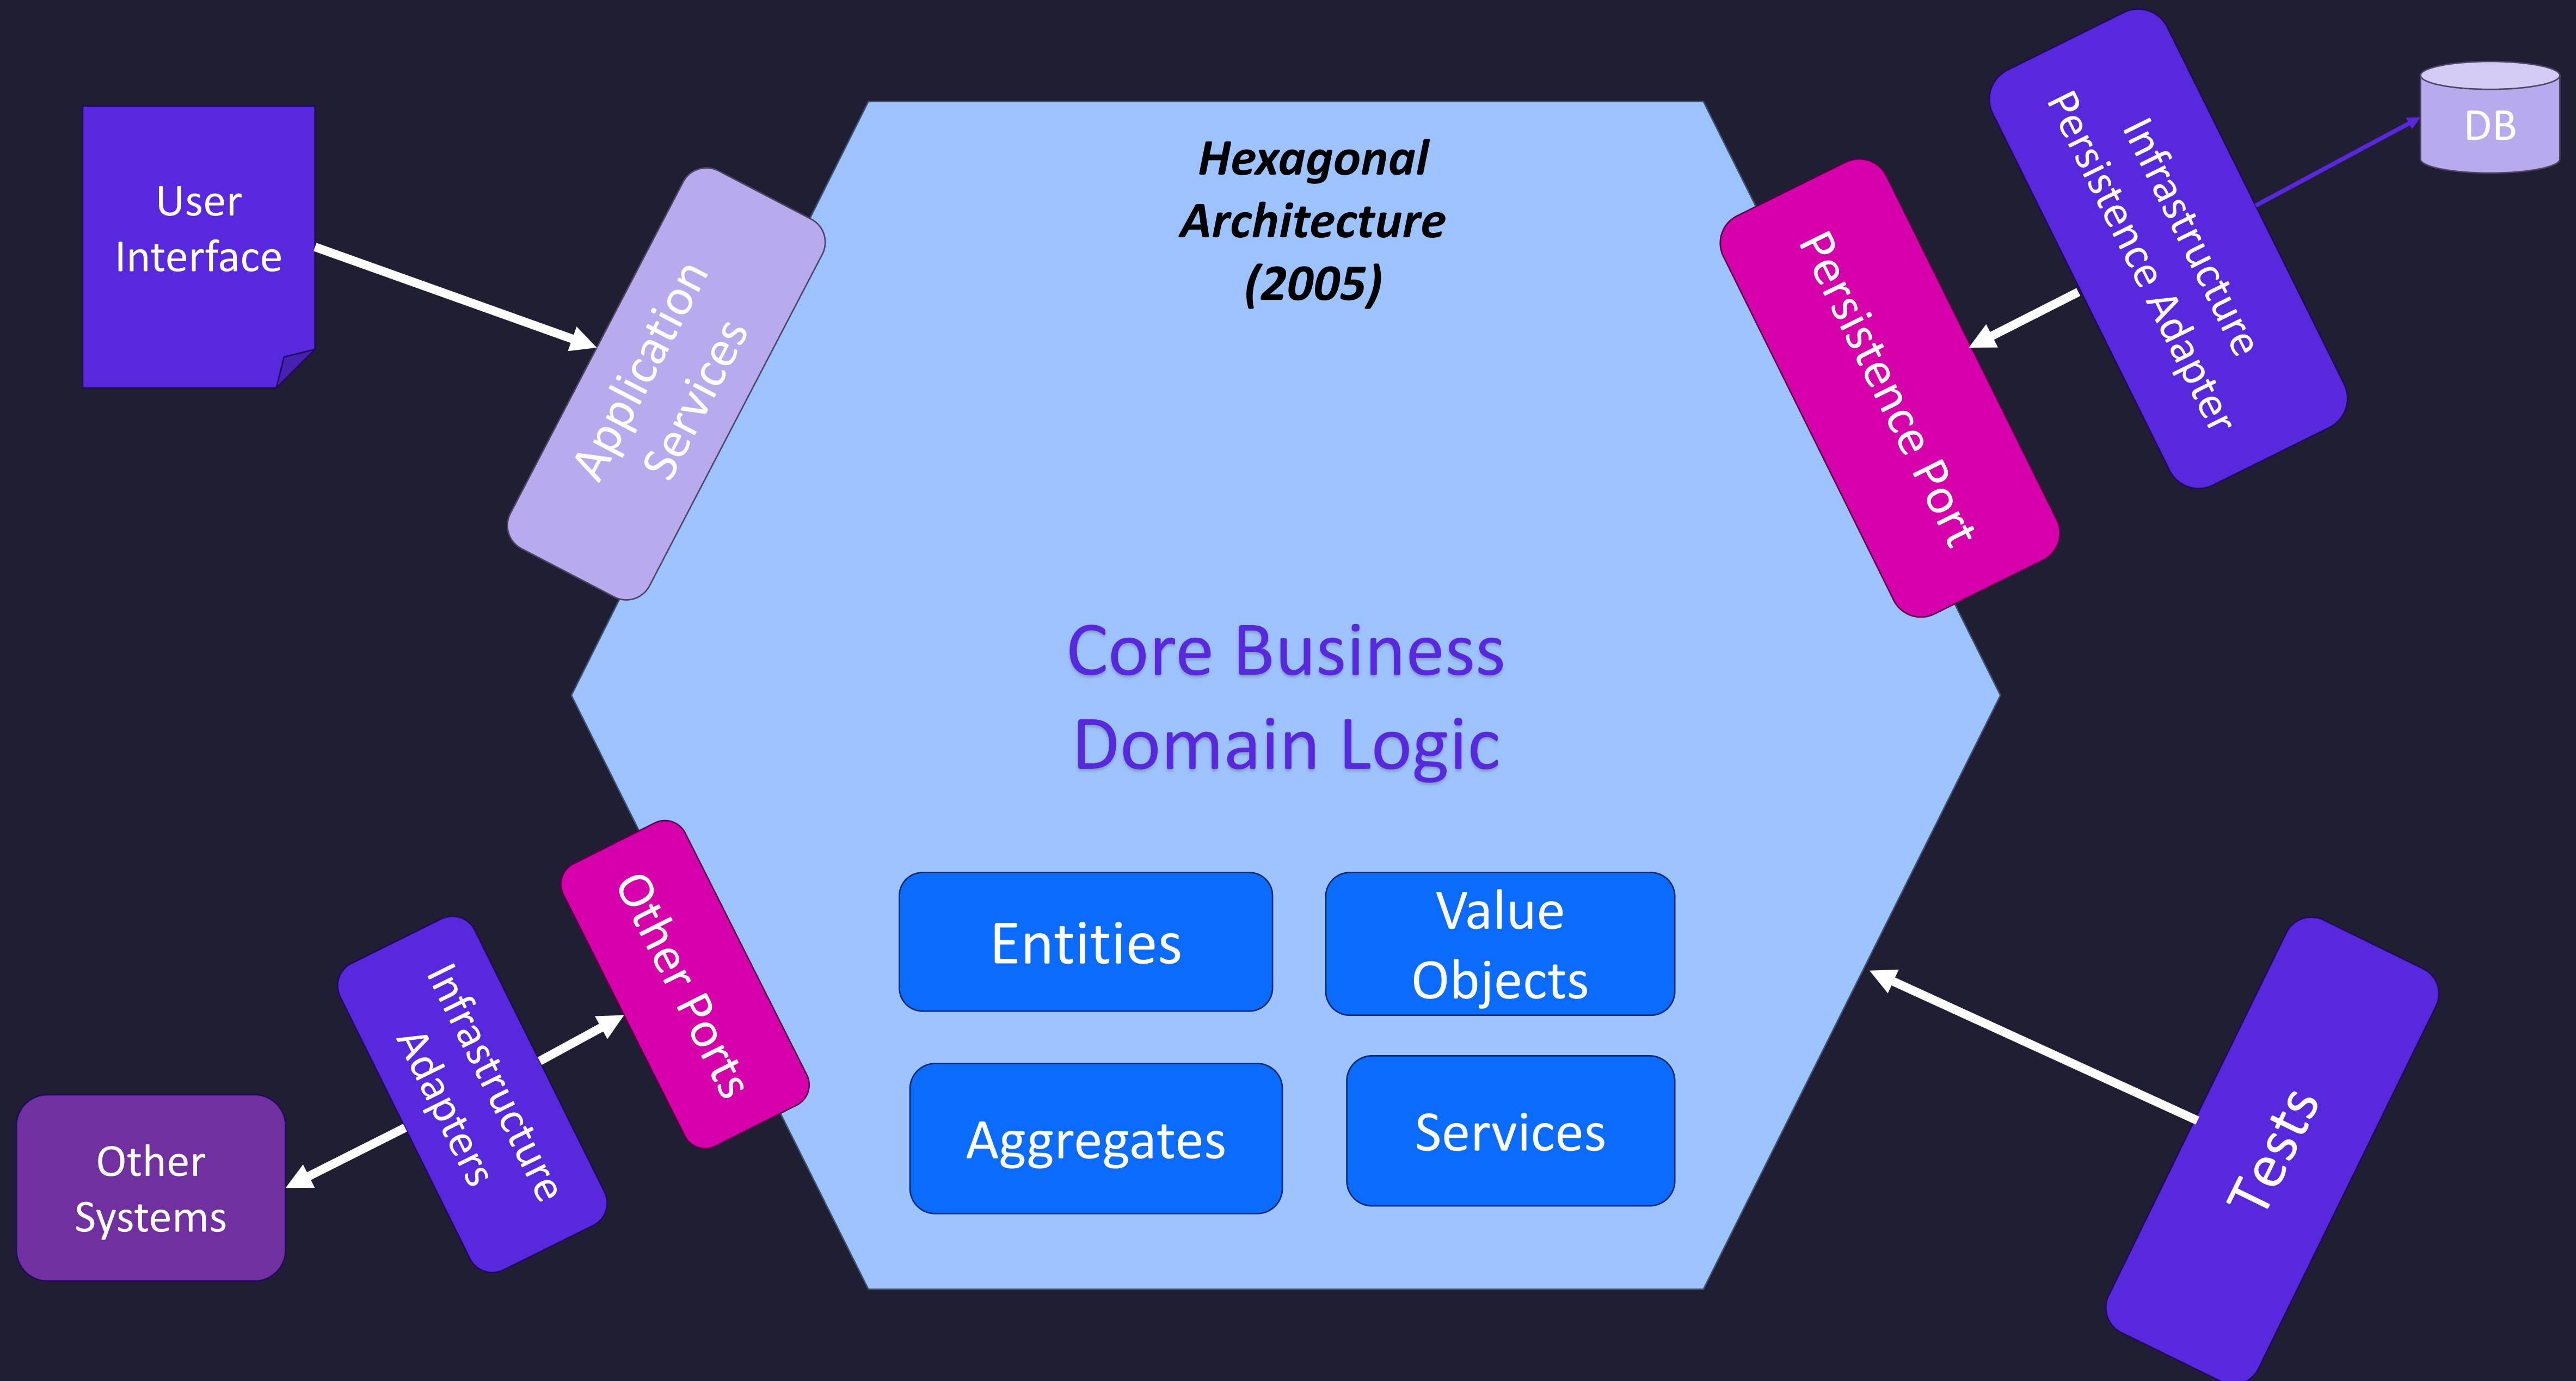 Hexagonal
Architecture
(2005)
User
Interface
Application
Services
Persistence Port
Infrastructure
Persistence Adapter
DB
Core Business
Domain Logic
Entities
Value
Objects
Aggregates
Services
Other Ports
Infrastructure
Adapters
Other
Systems
Tests